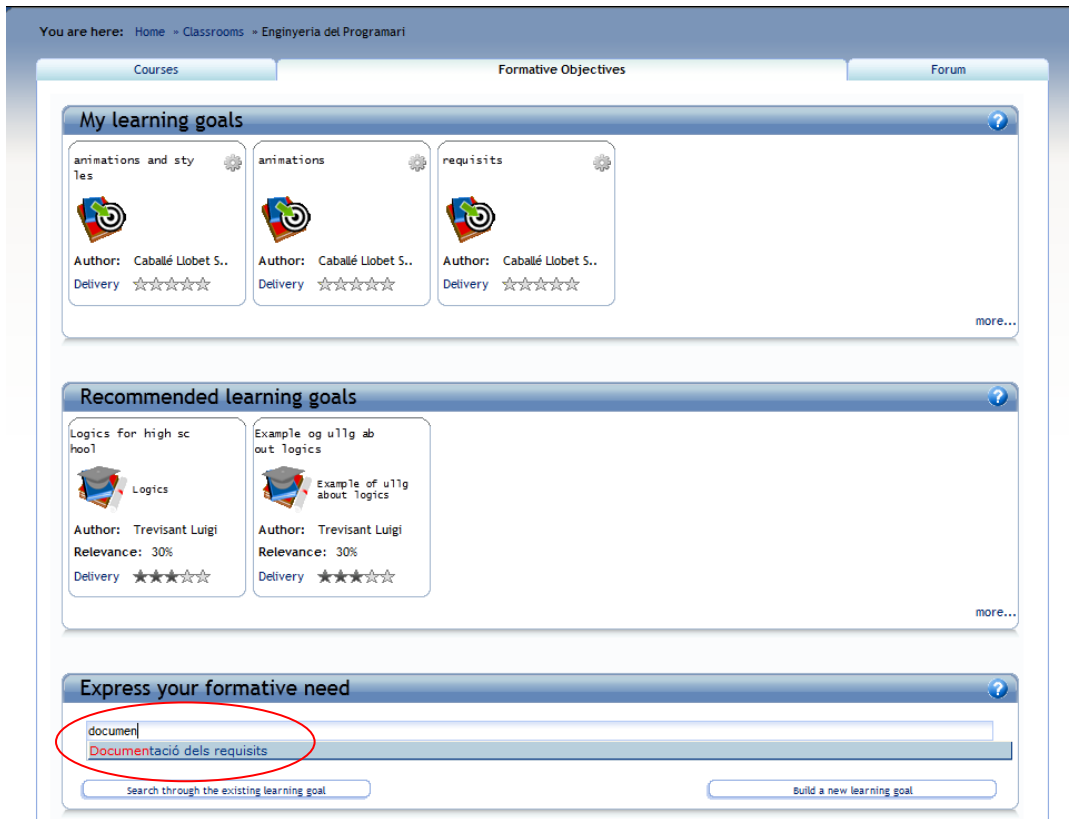 You are here: Home » Classrooms » Enginyeria del Programari
Courses Formative Objectives Forum
My learning goals ?
animations and sty
les
animations
requisits
Author: Caballé Llobet S.. Author: Caballé Llobet S.. Author: Caballé Llobet S..
Delivery Delivery Delivery
more...
Recommended learning goals ?
Logics for high sc
hool
Example og ullg ab
out logics
Logics
Example of ullg
about logics
Author: Trevisant Luigi Author: Trevisant Luigi
Relevance: 30% Relevance: 30%
Delivery Delivery
more...
Express your formative need ?
documen
Documentació dels requisits
Search through the existing learning goal Build a new learning goal